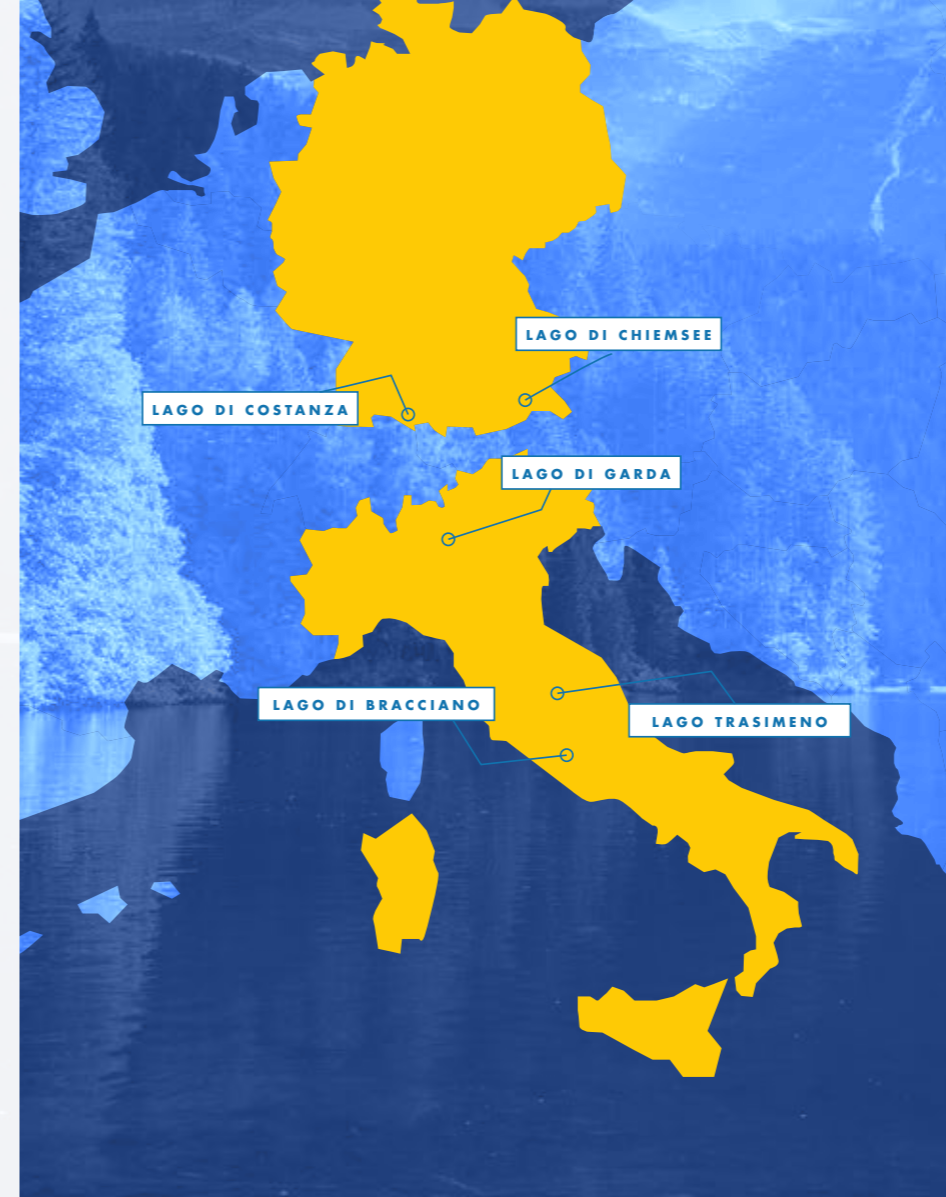 LAGO DI CHIEMSEE
LAGO DI COSTANZA
LAGO DI GARDA
LAGO DI BRACCIANO
LAGO TRASIMENO